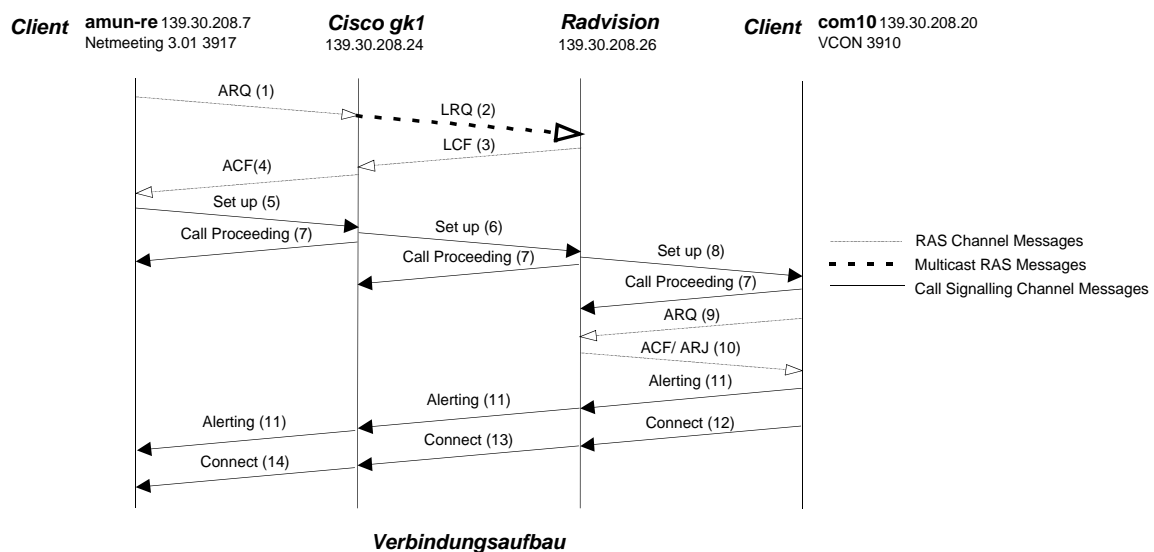 Client amun-re 139.30.208.7 Cisco gk1 Radvision Client com10 139.30.208.20
Netmeeting 3.01 3917 139.30.208.24 139.30.208.26 VCON 3910
ARQ (1)
LRQ (2)
LCF (3)
ACF(4)
Set up (5)
Set up (6)
Call Proceeding (7)
Set up (8)
Call Proceeding (7)
Call Proceeding (7)
ARQ (9)
ACF/ ARJ (10)
Alerting (11)
Alerting (11)
Alerting (11)
Connect (12)
Connect (13)
Connect (14)
RAS Channel Messages
Multicast RAS Messages
Call Signalling Channel Messages
Verbindungsaufbau